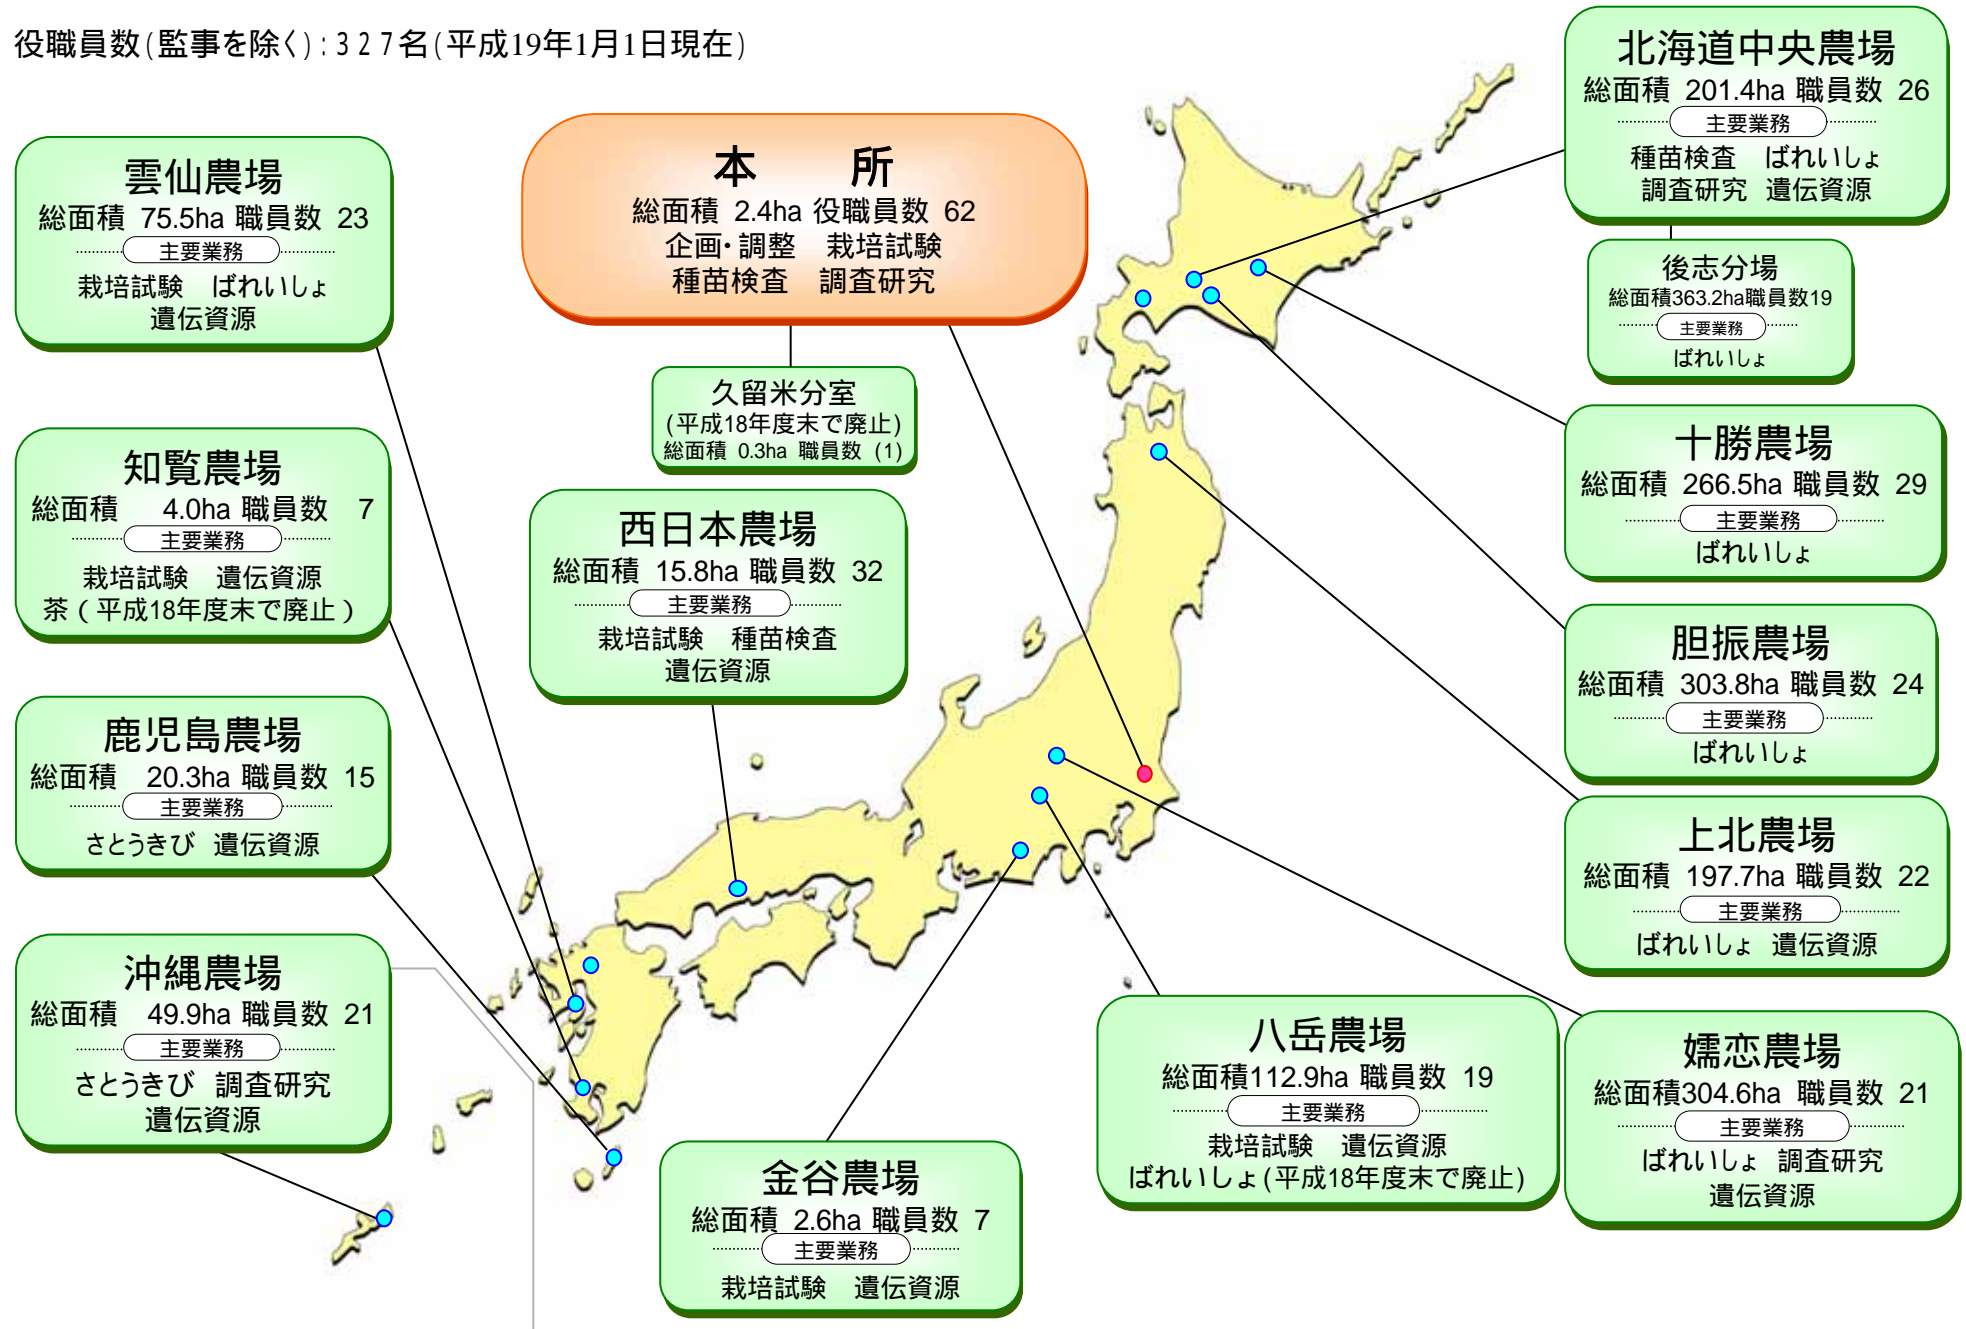 役職員数(監事を除く):３２７名(平成19年1月1日現在)
北海道中央農場
総面積 201.4ha 職員数 26
主要業務
種苗検査 ばれいしょ
調査研究 遺伝資源
後志分場
総面積363.2ha職員数19
主要業務
ばれいしょ
十勝農場
総面積 266.5ha 職員数 29
主要業務
ばれいしょ
胆振農場
総面積 303.8ha 職員数 24
主要業務
ばれいしょ
上北農場
総面積 197.7ha 職員数 22
主要業務
ばれいしょ 遺伝資源
嬬恋農場
総面積304.6ha 職員数 21
主要業務
ばれいしょ 調査研究
遺伝資源
八岳農場
総面積112.9ha 職員数 19
主要業務
栽培試験 遺伝資源
ばれいしょ(平成18年度末で廃止)
金谷農場
総面積 2.6ha 職員数 7
主要業務
栽培試験 遺伝資源
本 所
総面積 2.4ha 役職員数 62
企画・調整 栽培試験
種苗検査 調査研究
久留米分室
(平成18年度末で廃止)
総面積 0.3ha 職員数 (1)
西日本農場
総面積 15.8ha 職員数 32
主要業務
栽培試験 種苗検査
遺伝資源
雲仙農場
総面積 75.5ha 職員数 23
主要業務
栽培試験 ばれいしょ
遺伝資源
知覧農場
総面積 4.0ha 職員数 7
主要業務
栽培試験 遺伝資源
茶（平成18年度末で廃止）
鹿児島農場
総面積 20.3ha 職員数 15
主要業務
さとうきび 遺伝資源
沖縄農場
総面積 49.9ha 職員数 21
主要業務
さとうきび 調査研究
遺伝資源